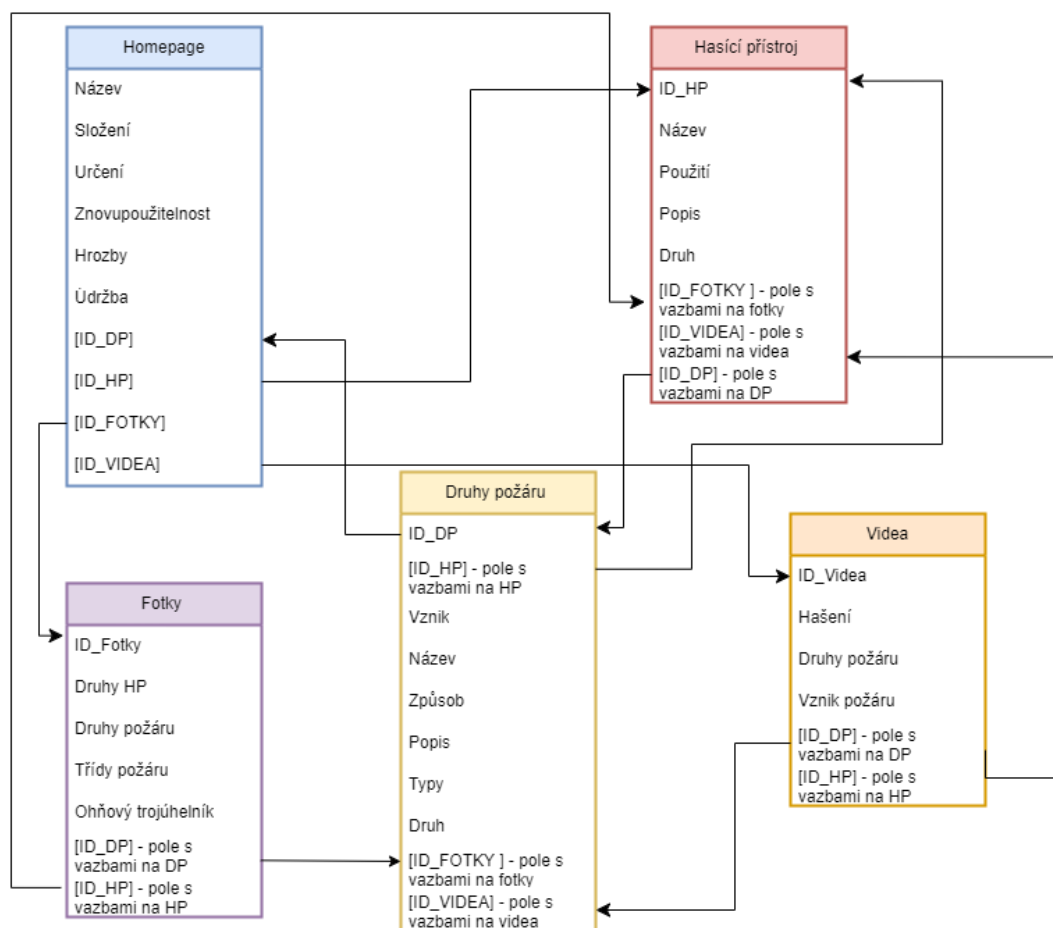 Homepage
Název
Složení
Určení
Znovupoužitelnost
Hrozby
Údržba
[ID_DP]
[ID_HP]
[ID_FOTKY]
[ID_VIDEA]
Hasící přístroj
ID_HP
Název
Použití
Popis
Druh
[ID_FOTKY ] - pole s
vazbami na fotky
[ID_VIDEA] - pole s
vazbami na videa
[ID_DP] - pole s
vazbami na DP
Druhy požáru
ID_DP
[ID_HP] - pole s
vazbami na HP
Vznik
Název
Způsob
Popis
Typy
Druh
[ID_FOTKY ] - pole s
vazbami na fotky
[ID_VIDEA] - pole s
vazbami na videa
Videa
ID_Videa
Hašení
Druhy požáru
Vznik požáru
[ID_DP] - pole s
vazbami na DP
[ID_HP] - pole s
vazbami na HP
Fotky
ID_Fotky
Druhy HP
Druhy požáru
Třídy požáru
Ohňový trojúhelník
[ID_DP] - pole s
vazbami na DP
[ID_HP] - pole s
vazbami na HP